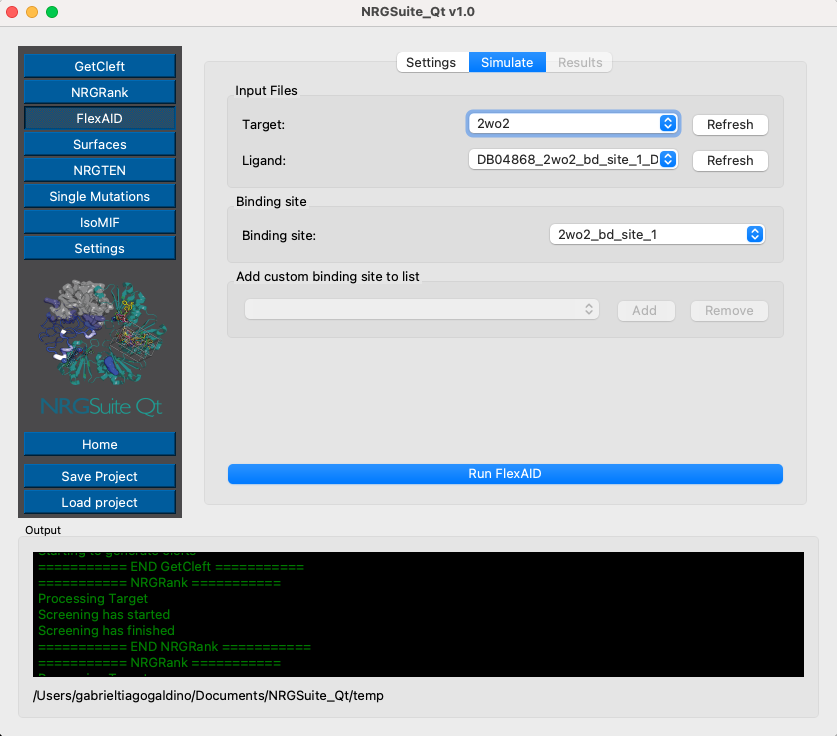 NRGSuite_Qt v1.0
GetCleft
NRGRank
FlexAID
Surfaces
NRGTEN
Single Mutations
IsoMIF
Settings
NRGSuite Qt
Home
Save Project
Load project
Settings Simulate Results
Input Files
Target: 2wo2 Refresh
Ligand: DB04868_2wo2_bd_site_1_D Refresh
Binding site
Binding site: 2wo2_bd_site_1
Add custom binding site to list
Add Remove
Run FlexAID
Output
=========== END GetCleft ===========
=========== NRGRank ===========
Processing Target
Screening has started
Screening has finished
=========== END NRGRank ===========
=========== NRGRank ===========
/Users/gabrieltiagogaldino/Documents/NRGSuite_Qt/temp